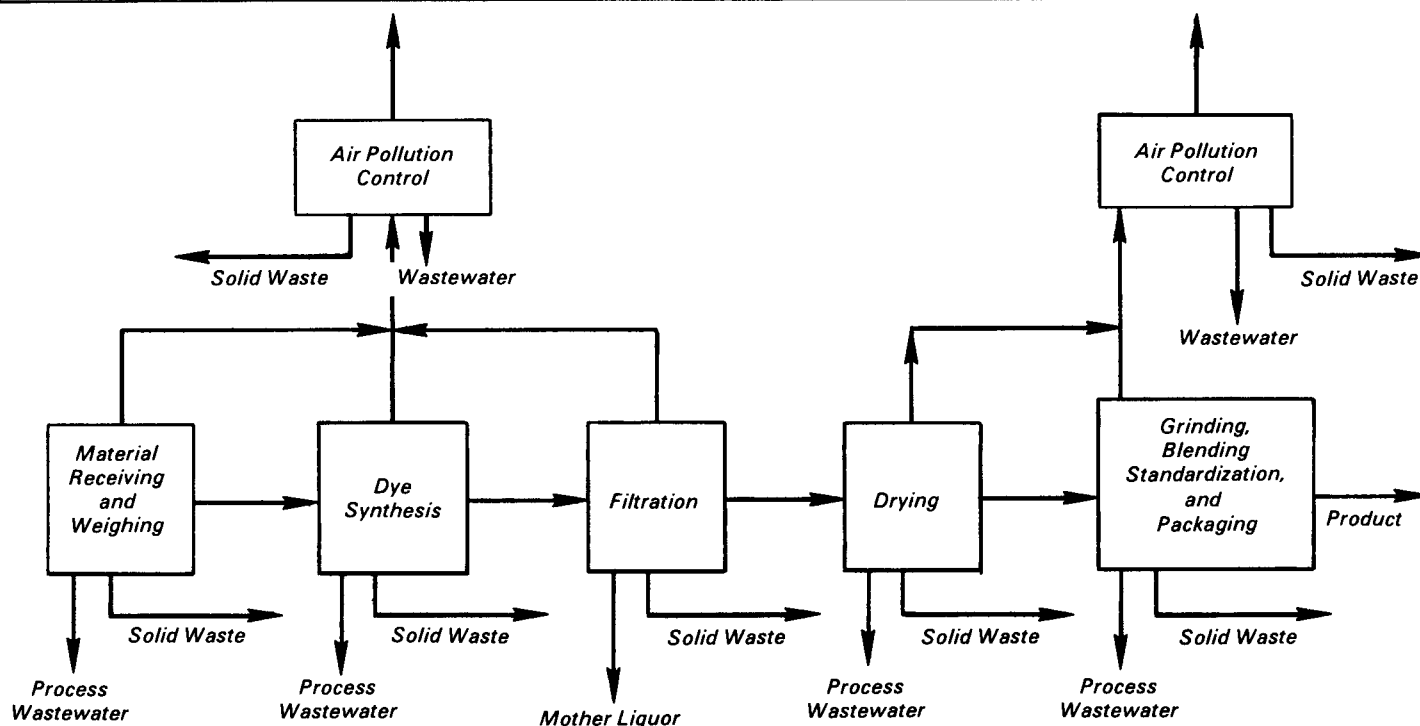 Air Pollution
Control
Air Pollution
Control
Solid Waste
Wastewater
Solid Waste
Wastewater
Material
Receiving
and
Weighing
Dye
Synthesis
Filtration
Drying
Grinding,
Blending
Standardization,
and
Packaging
Product
Solid Waste
Solid Waste
Solid Waste
Solid Waste
Solid Waste
Process
Wastewater
Process
Wastewater
Mother Liquor
Process
Wastewater
Process
Wastewater